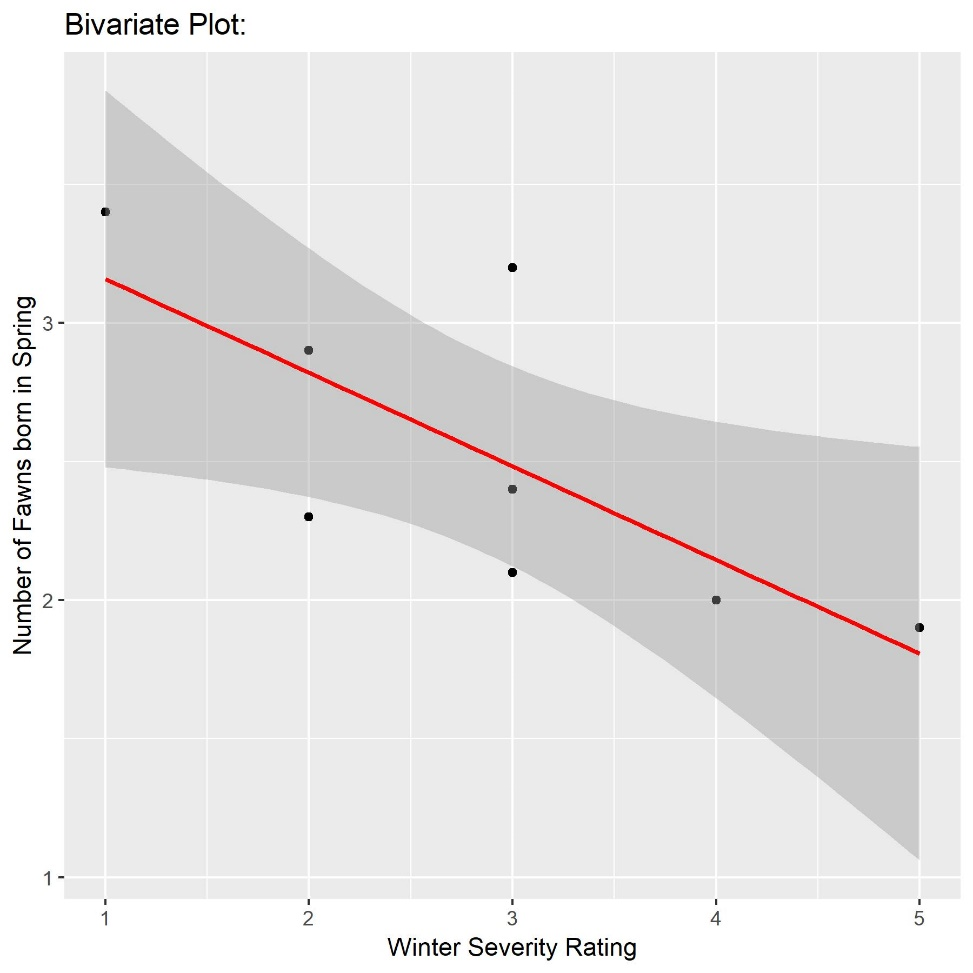 Bivariate Plot:
Number of Fawns born in Spring
3
2
1
1 2 3 4 5
Winter Severity Rating